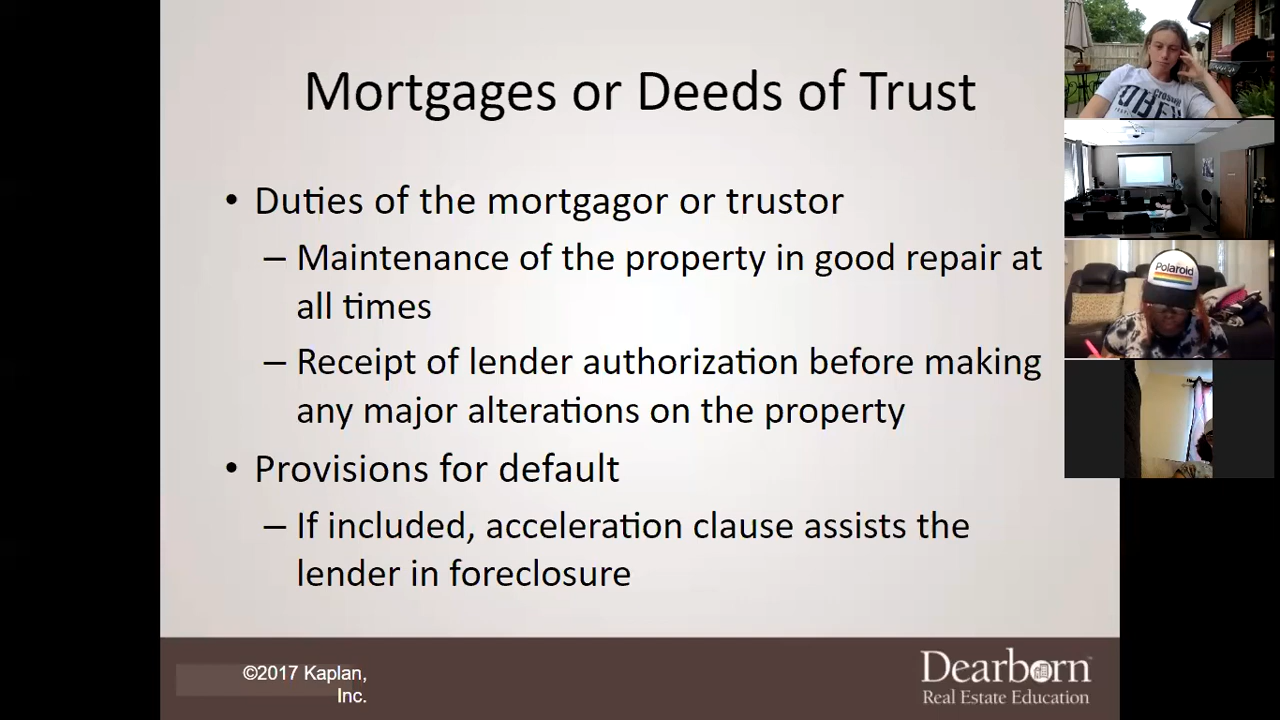 Mortgages or Deeds of Trust
• Duties of the mortgagor or trustor
– Maintenance of the property in good repair at
all times
– Receipt of lender authorization before making
any major alterations on the property
• Provisions for default
– If included, acceleration clause assists the
lender in foreclosure
©2017 Kaplan,
Inc.
Dearborn
Real Estate Education
Polaroid